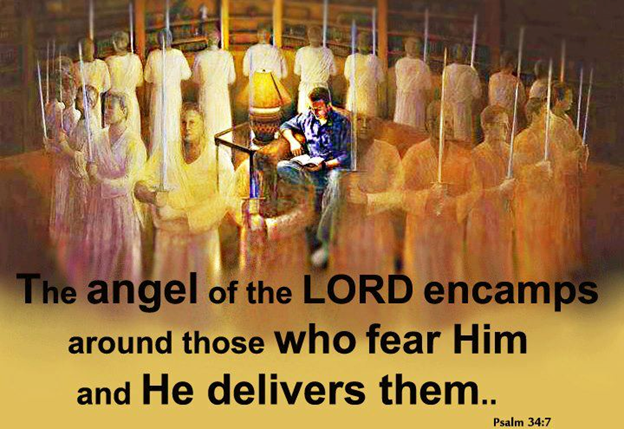 The angel of the LORD encamps
around those who fear Him
and He delivers them..
Psalm 34:7